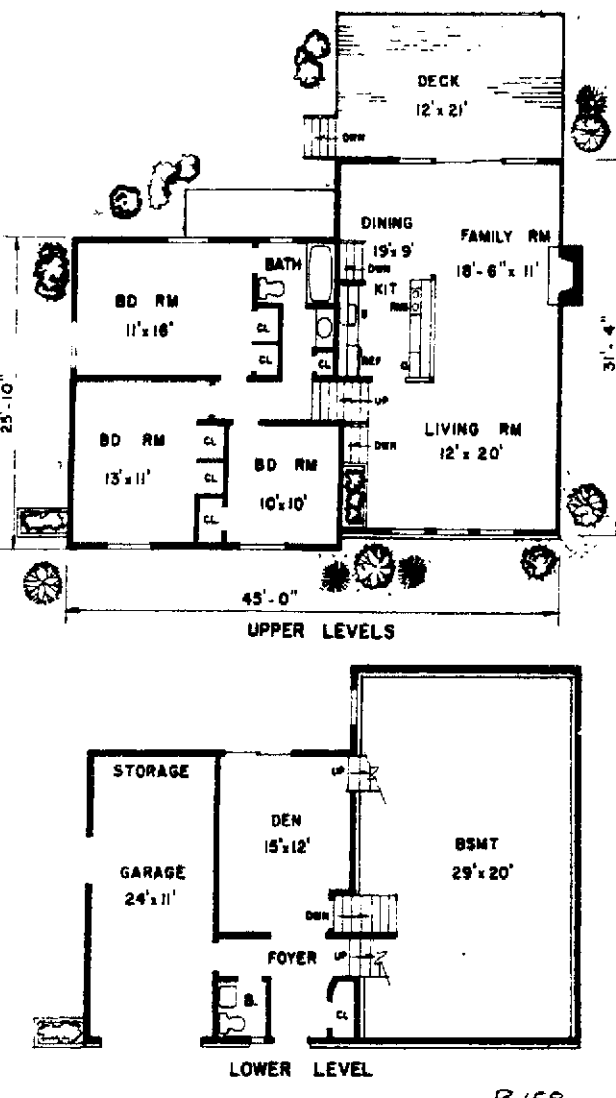 DECK
12' x 21'
DWN
DINING
19' x 9'
FAMILY RM
18'-6" x 11'
DWN
BATH
KIT
BD RM
11' x 16'
CL
CL
CL
REF
UP
31'-4"
25'-10"
LIVING RM
12' x 20'
DWN
BD RM
13' x 11'
CL
CL
CL
BD RM
10' x 10'
45'-0"
UPPER LEVELS
STORAGE
UP
DEN
15' x 12'
GARAGE
24' x 11'
BSMT
29' x 20'
DWN
FOYER
UP
B.
CL
LOWER LEVEL